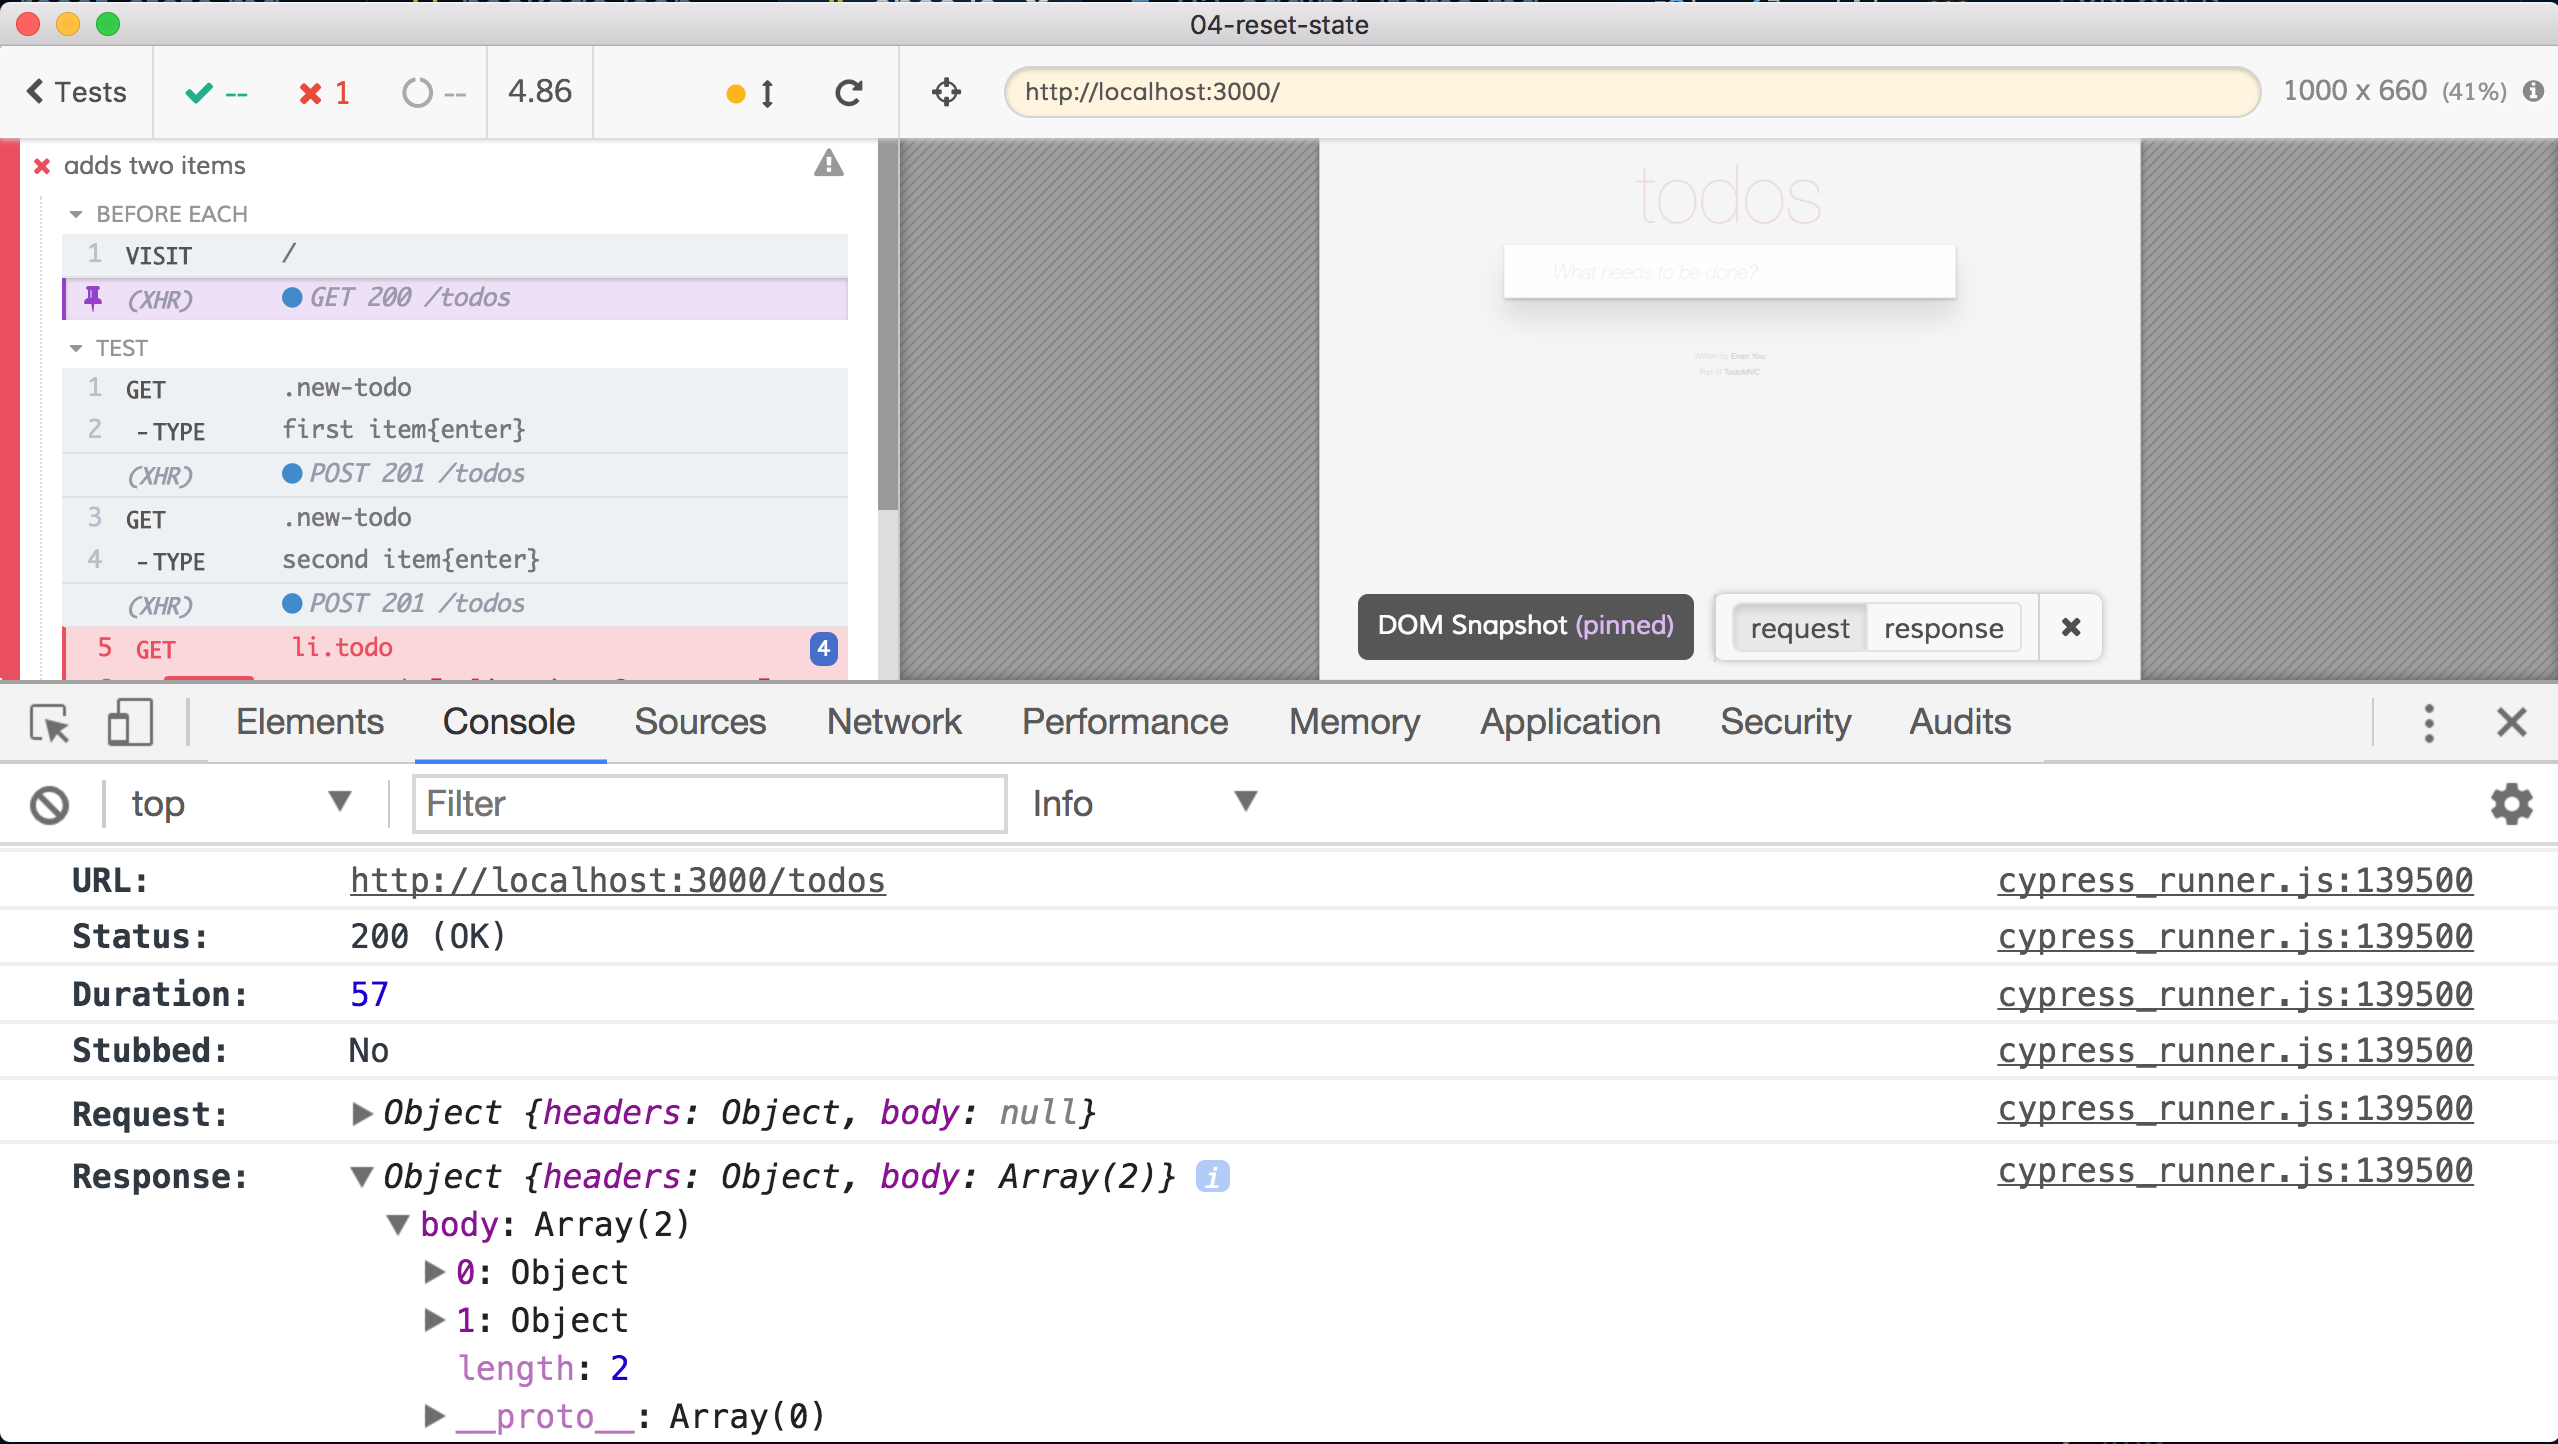 04-reset-state
Tests
--
1
--
4.86
http://localhost:3000/
1000 x 660 (41%)
adds two items
BEFORE EACH
1 VISIT /
(XHR) GET 200 /todos
TEST
1 GET .new-todo
2 -TYPE first item{enter}
(XHR) POST 201 /todos
3 GET .new-todo
4 -TYPE second item{enter}
(XHR) POST 201 /todos
5 GET li.todo 4
todos
What needs to be done?
Written by Evan You
Part of TodoMVC
DOM Snapshot (pinned)
request response
Elements Console Sources Network Performance Memory Application Security Audits
top Filter Info
URL: http://localhost:3000/todos cypress_runner.js:139500
Status: 200 (OK) cypress_runner.js:139500
Duration: 57 cypress_runner.js:139500
Stubbed: No cypress_runner.js:139500
Request: Object {headers: Object, body: null} cypress_runner.js:139500
Response: Object {headers: Object, body: Array(2)} i cypress_runner.js:139500
body: Array(2)
0: Object
1: Object
length: 2
__proto__: Array(0)